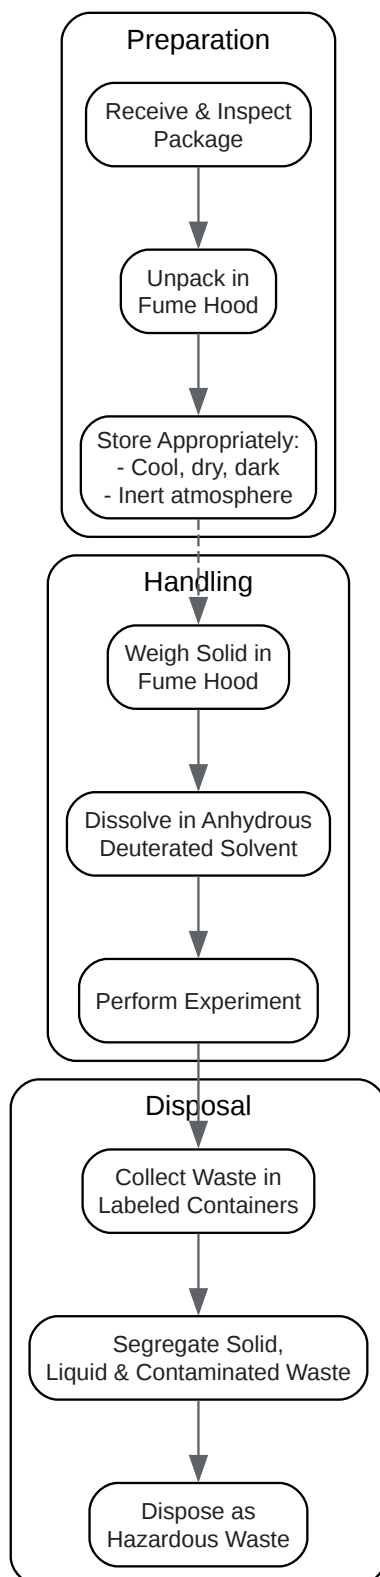 Preparation
Receive & Inspect
Package
Unpack in
Fume Hood
Store Appropriately:
- Cool, dry, dark
- Inert atmosphere
Handling
Weigh Solid in
Fume Hood
Dissolve in Anhydrous
Deuterated Solvent
Perform Experiment
Disposal
Collect Waste in
Labeled Containers
Segregate Solid,
Liquid & Contaminated Waste
Dispose as
Hazardous Waste